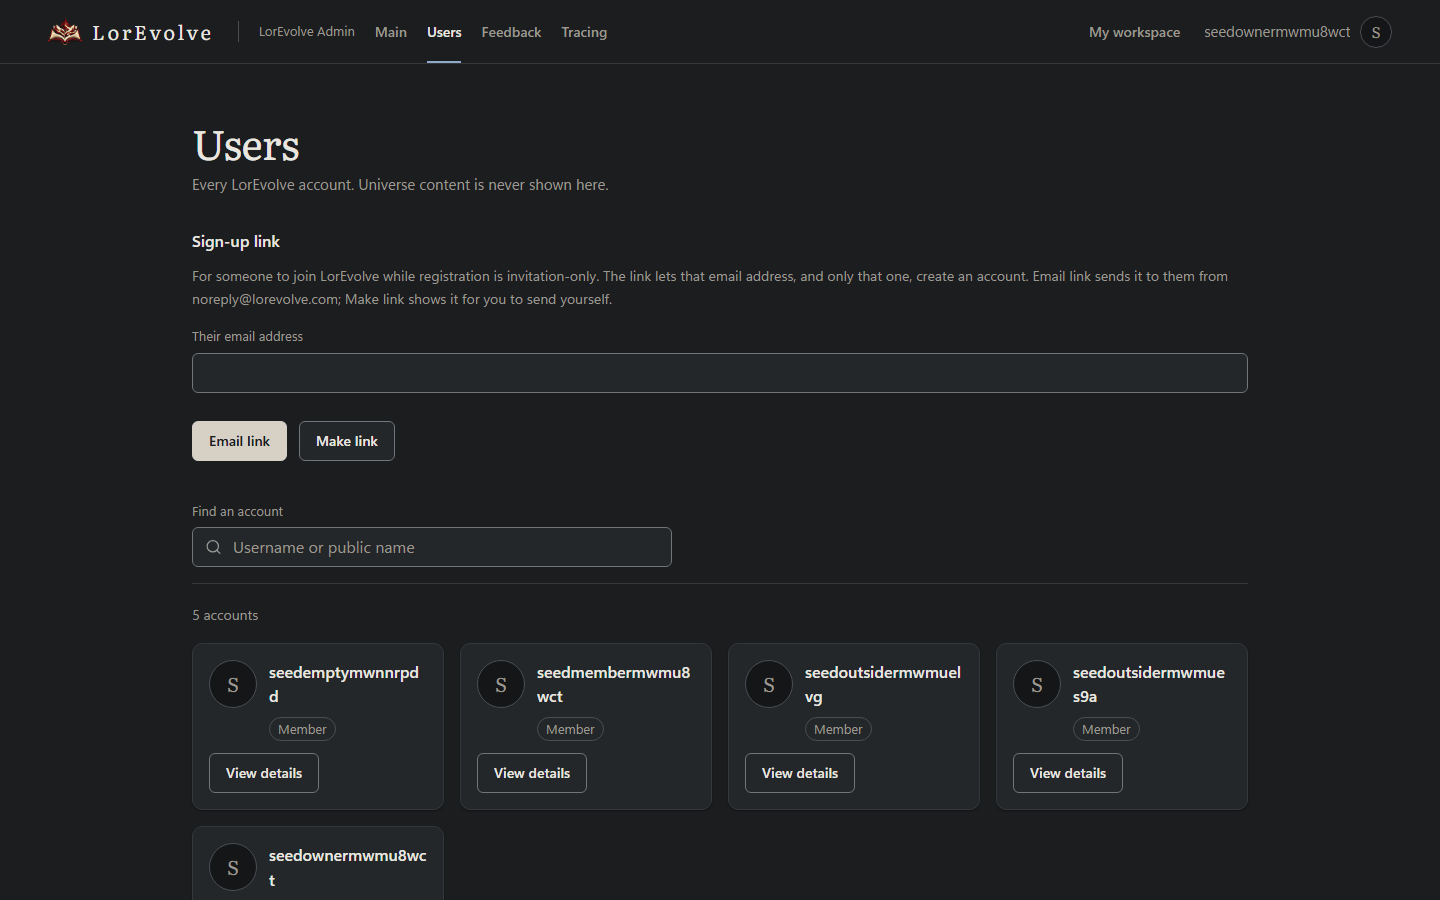 LorEvolve
LorEvolve Admin
Main
Users
Feedback
Tracing
My workspace
seedownermwmu8wct
S
Users
Every LorEvolve account. Universe content is never shown here.
Sign-up link
For someone to join LorEvolve while registration is invitation-only. The link lets that email address, and only that one, create an account. Email link sends it to them from
noreply@lorevolve.com; Make link shows it for you to send yourself.
Their email address
Email link
Make link
Find an account
Username or public name
5 accounts
S
seedemptymwnnrpd
d
Member
View details
S
seedmembermwmu8
wct
Member
View details
S
seedoutsidermwmuel
vg
Member
View details
S
seedoutsidermwmue
s9a
Member
View details
S
seedownermwmu8wc
t